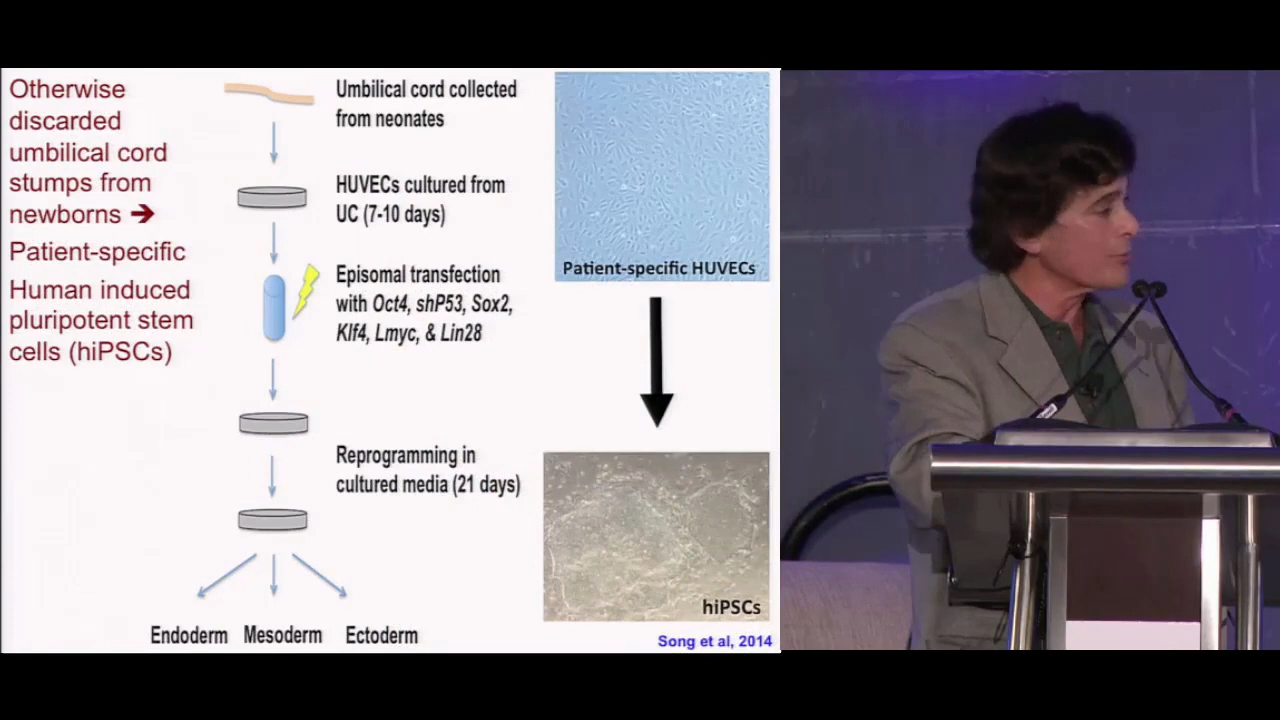 Otherwise
discarded
umbilical cord
stumps from
newborns ➔
Patient-specific
Human induced
pluripotent stem
cells (hiPSCs)
Umbilical cord collected
from neonates
HUVECs cultured from
UC (7-10 days)
Episomal transfection
with Oct4, shP53, Sox2,
Klf4, Lmyc, & Lin28
Reprogramming in
cultured media (21 days)
Endoderm Mesoderm Ectoderm
Patient-specific HUVECs
hiPSCs
Song et al, 2014